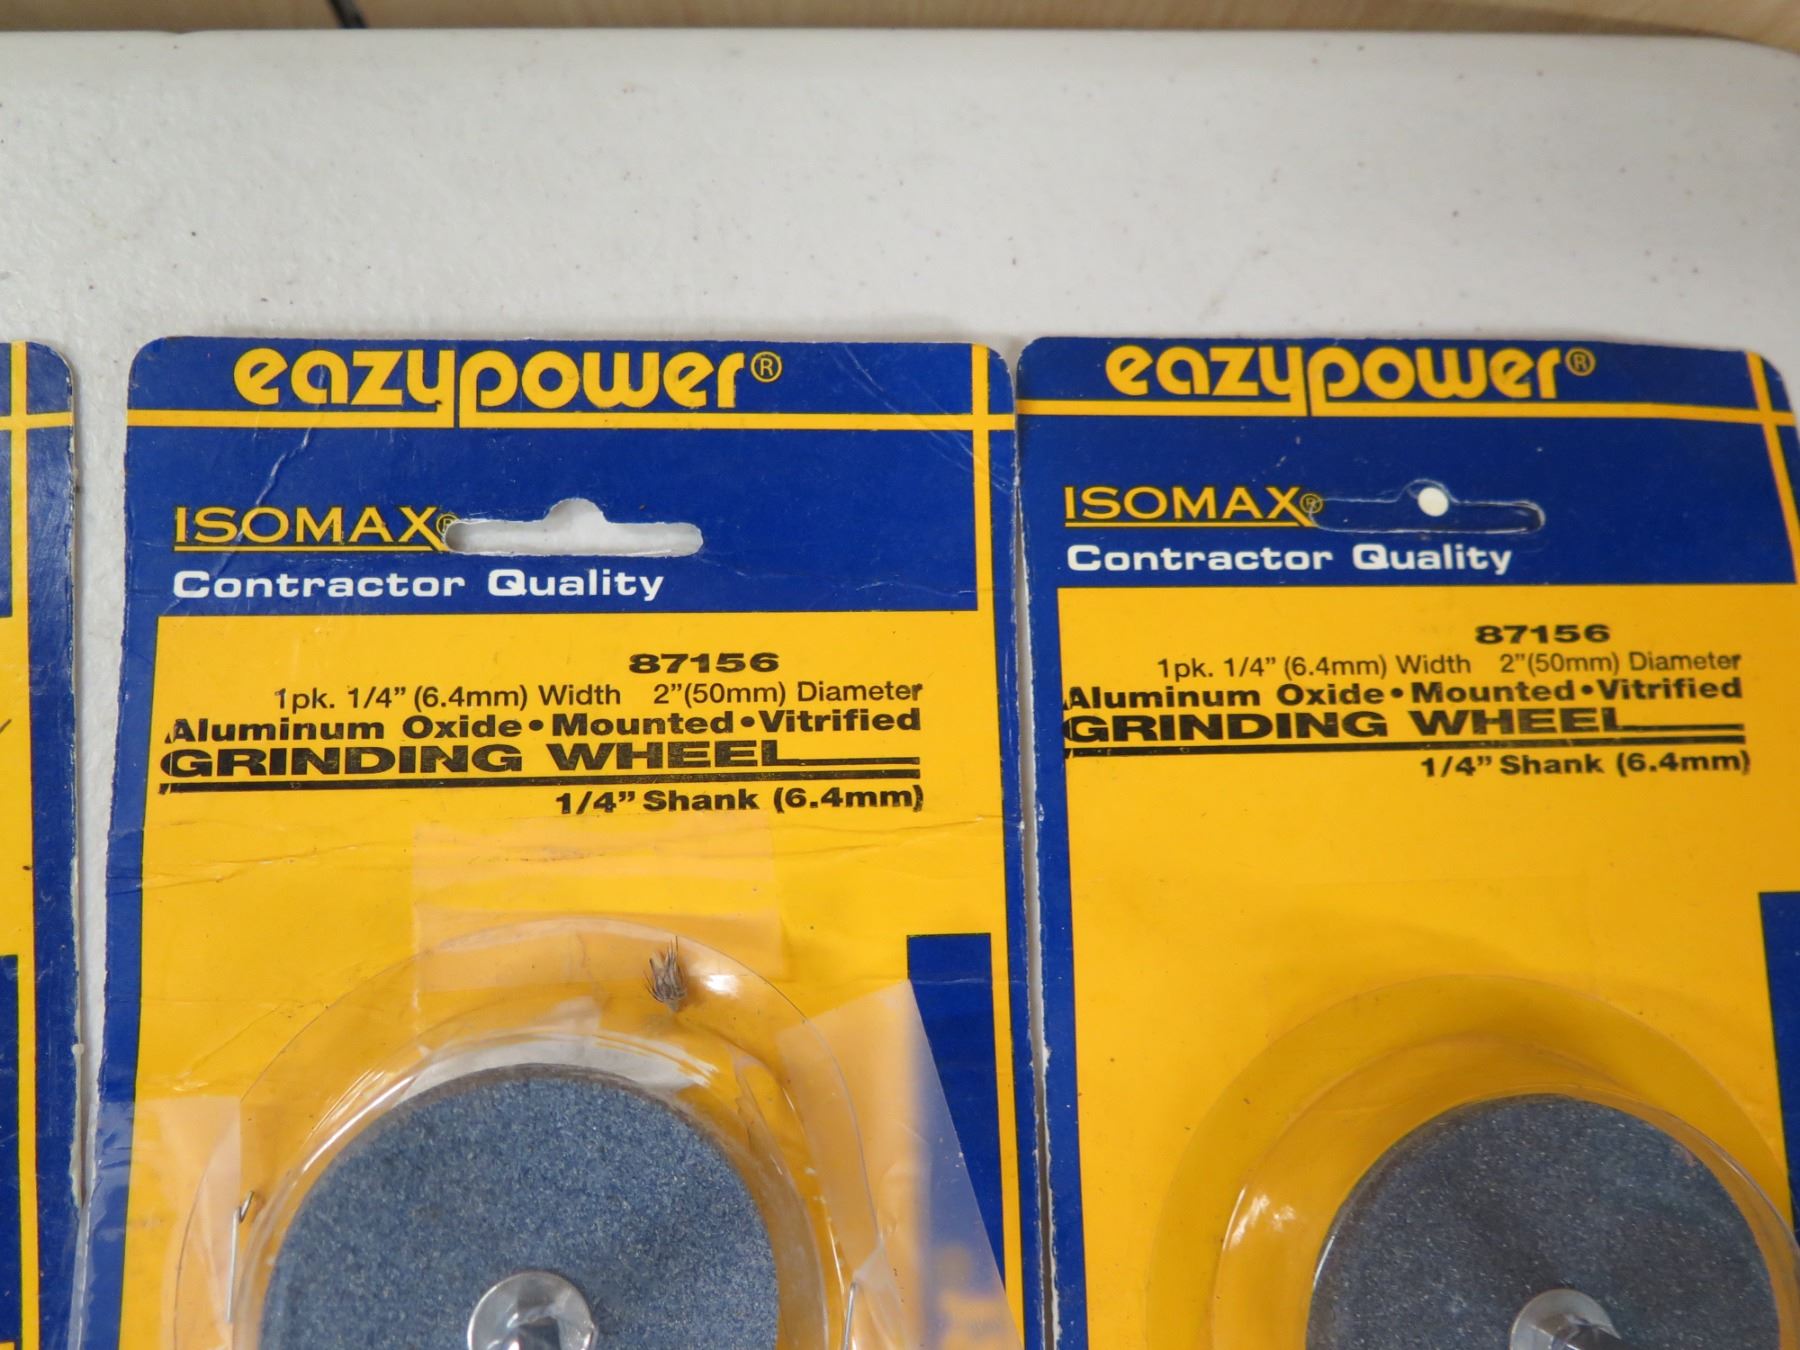 eazypower®
ISOMAX®
Contractor Quality
87156
1pk. 1/4" (6.4mm) Width 2"(50mm) Diameter
Aluminum Oxide • Mounted • Vitrified
GRINDING WHEEL
1/4" Shank (6.4mm)
eazypower®
ISOMAX®
Contractor Quality
87156
1pk. 1/4" (6.4mm) Width 2"(50mm) Diameter
Aluminum Oxide • Mounted • Vitrified
GRINDING WHEEL
1/4" Shank (6.4mm)